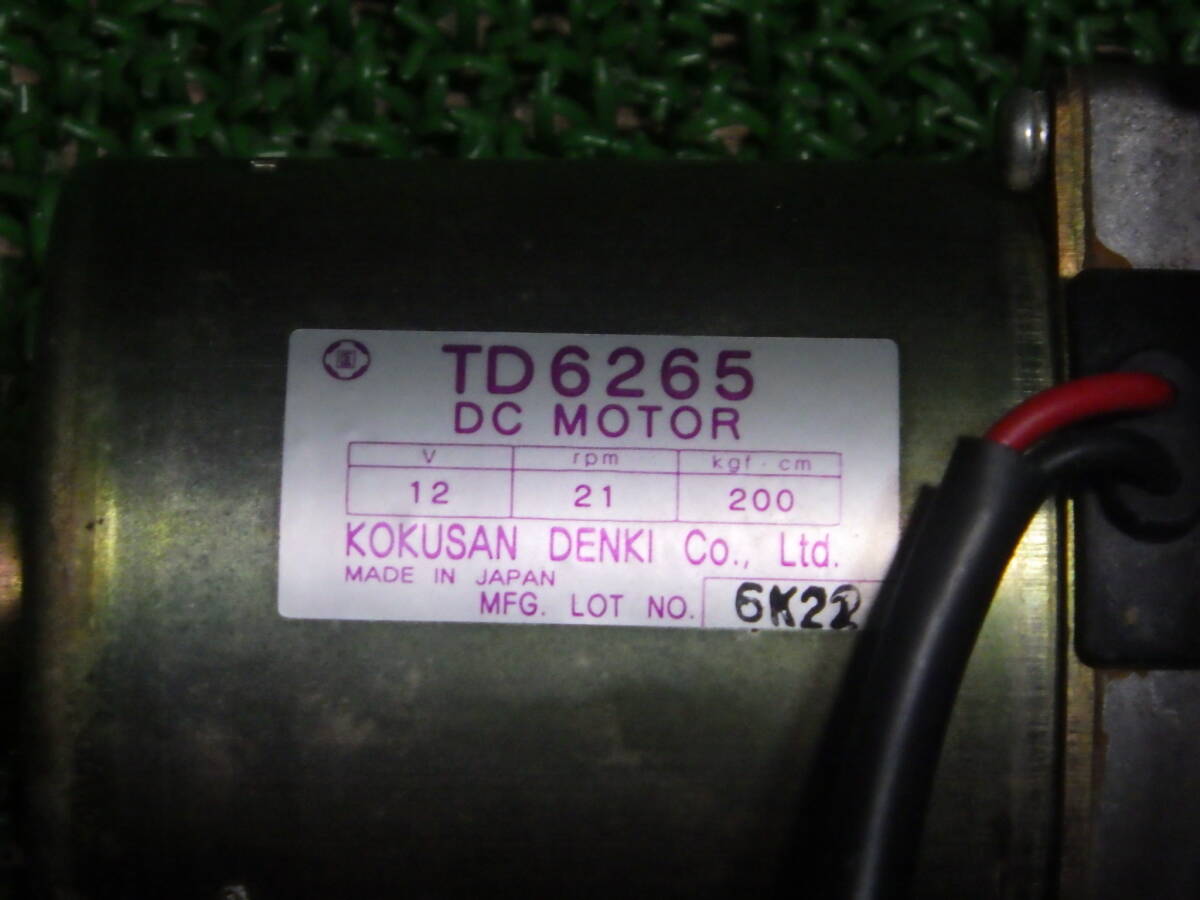 TD6265
DC MOTOR
V rpm kgf·cm
12 21 200
KOKUSAN DENKI Co., Ltd.
MADE IN JAPAN
MFG. LOT NO. 6K22